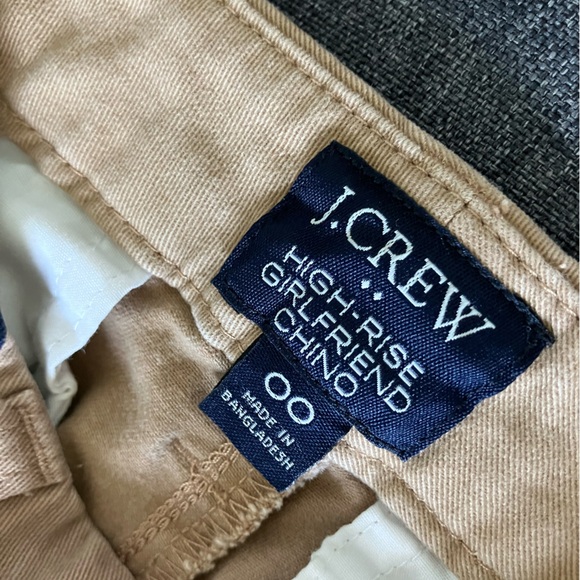 J.CREW
HIGH-RISE
GIRLFRIEND
CHINO
00
MADE IN
BANGLADESH